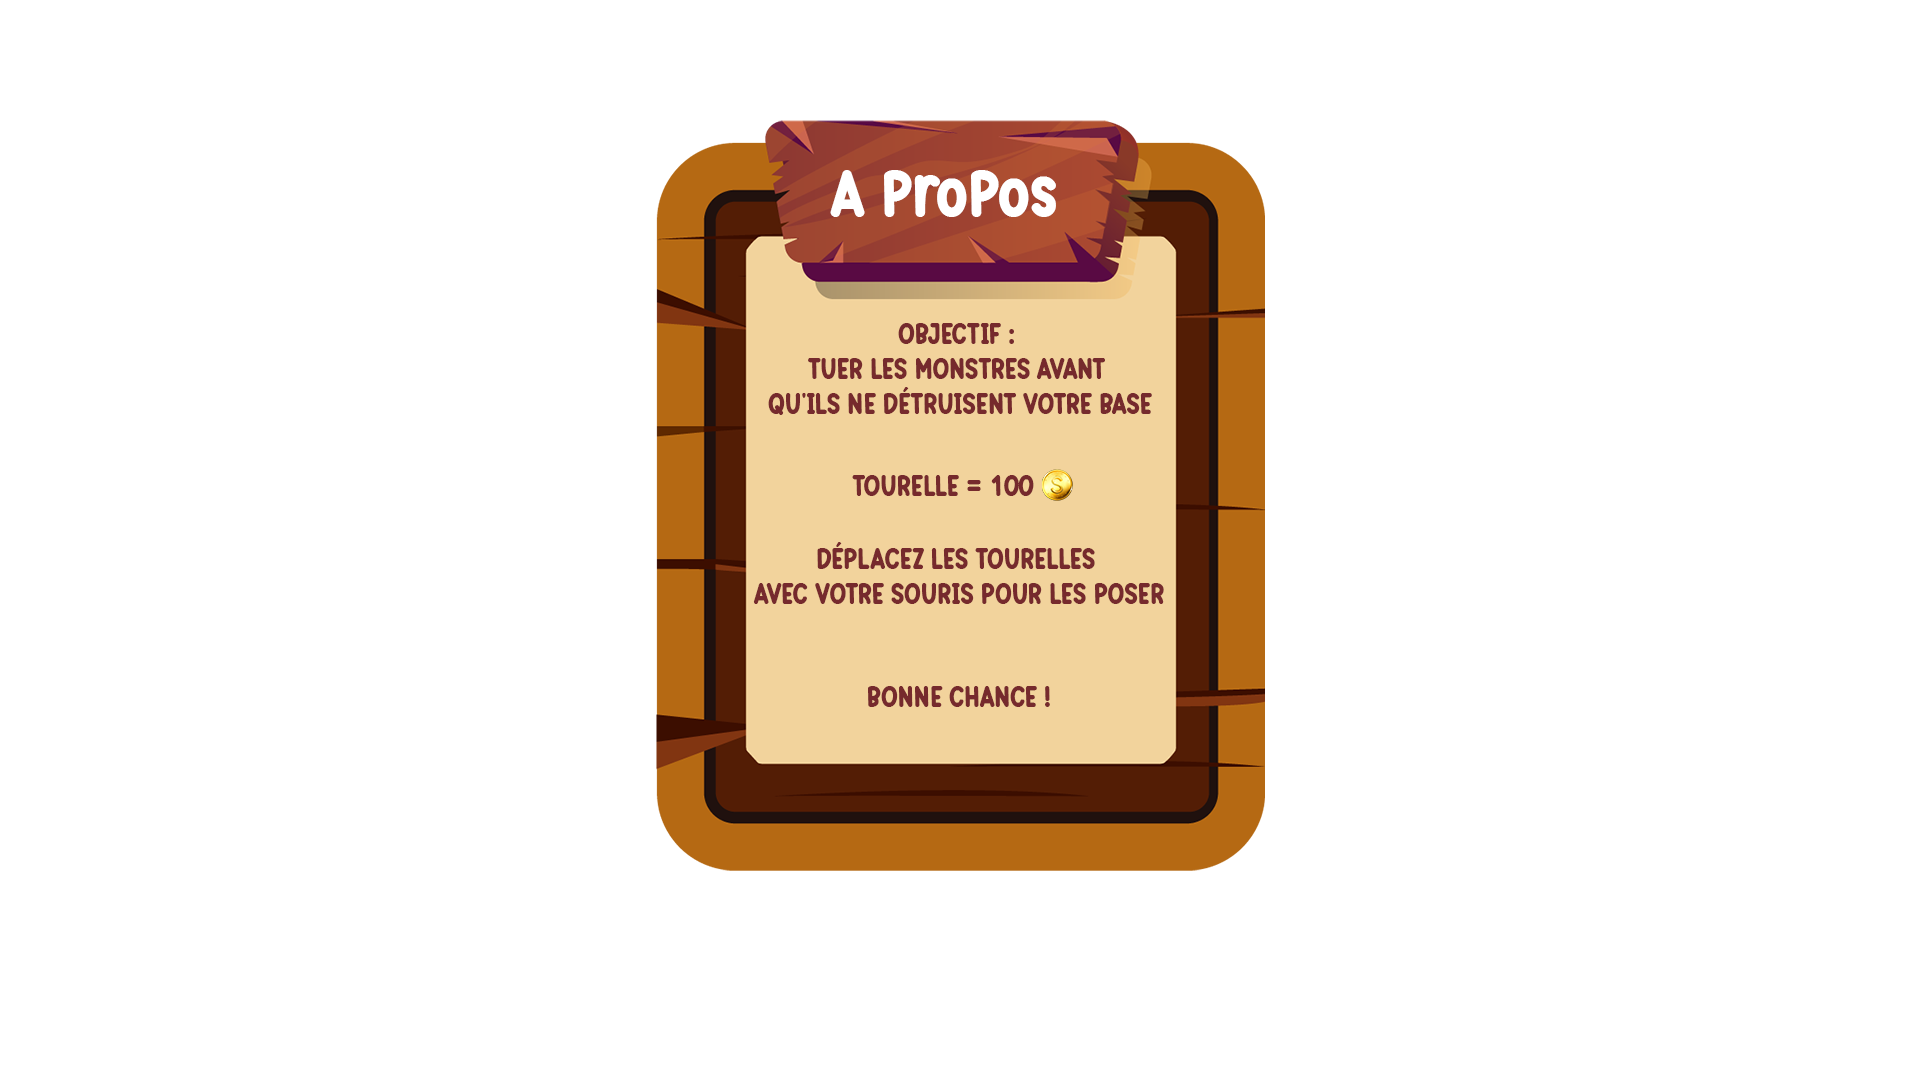 A ProPos
OBJECTIF :
TUER LES MONSTRES AVANT
QU'ILS NE DÉTRUISENT VOTRE BASE
TOURELLE = 100 S
DÉPLACEZ LES TOURELLES
AVEC VOTRE SOURIS POUR LES POSER
BONNE CHANCE !